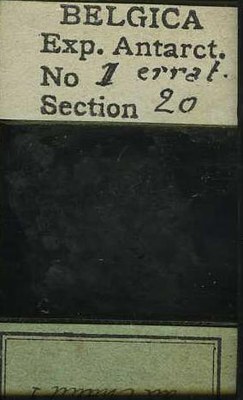 BELGICA
Exp. Antarct.
No 1 errat.
Section 20